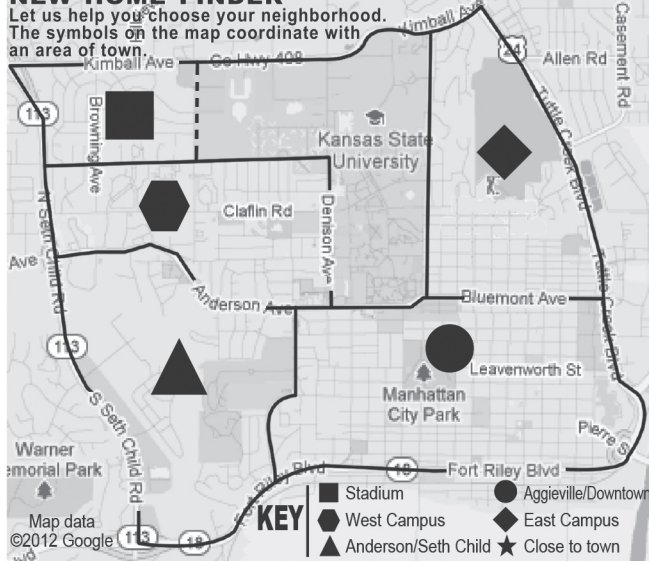 NEW HOME FINDER
Let us help you choose your neighborhood.
The symbols on the map coordinate with
an area of town.
Kimball Ave
Kimball Ave
Co Hwy 408
24
Allen Rd
Casement Rd
113
Browning Ave
Kansas State
University
Tuttle Creek Blvd
N Seth Child Rd
Claflin Rd
Denison Ave
Ave
Anderson Ave
Bluemont Ave
Tuttle Creek Blvd
113
Leavenworth St
Manhattan
City Park
S Seth Child Rd
Pierre S
Warner
emorial Park
Fort Riley Blvd
18
Fort Riley Blvd
Map data
©2012 Google
113
18
lvd
KEY
Stadium
Aggieville/Downtown
West Campus
East Campus
Anderson/Seth Child
Close to town